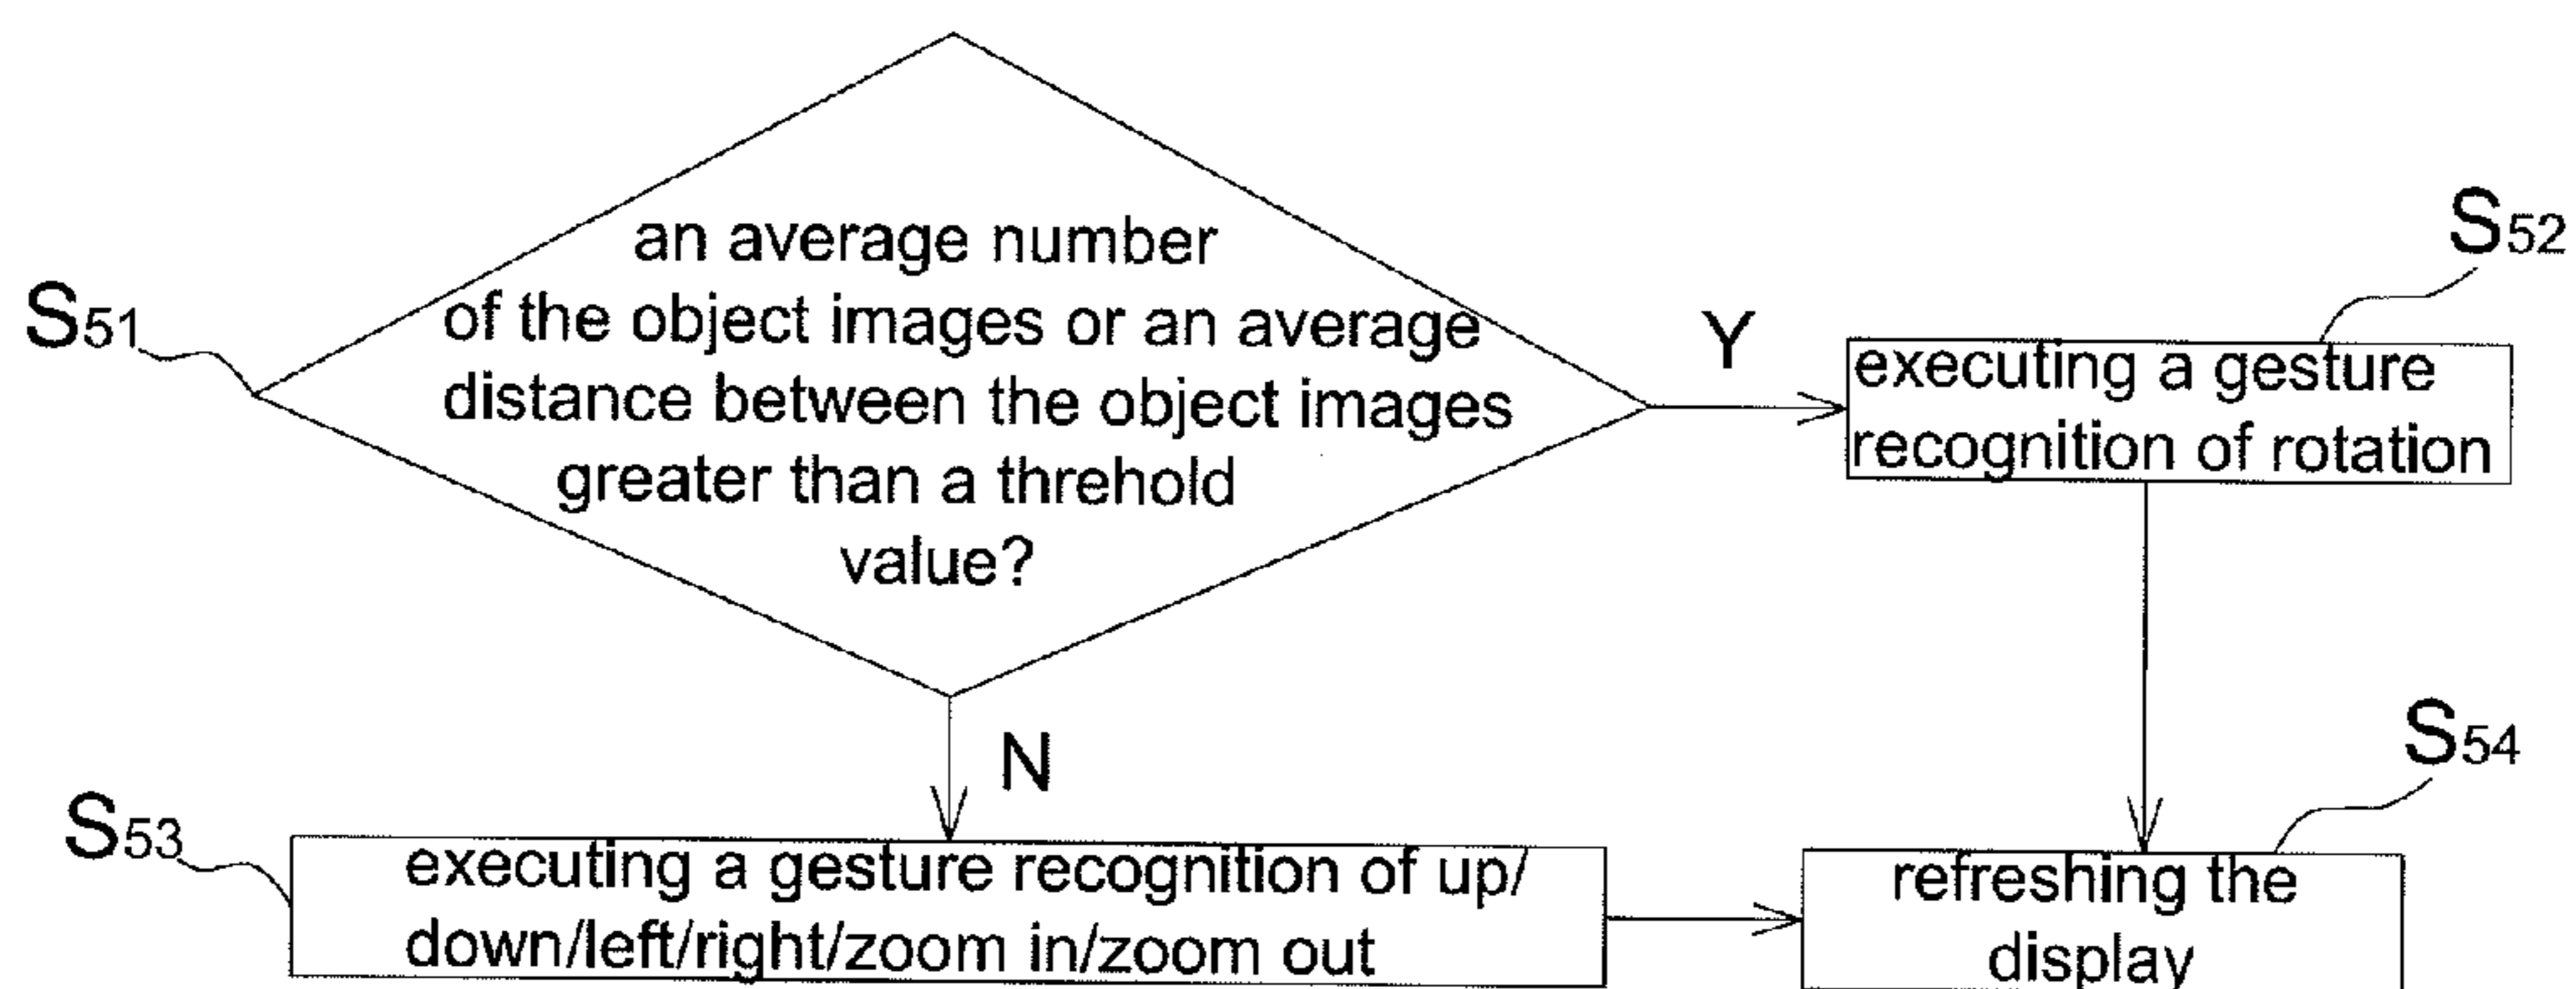 an average number
of the object images or an average
distance between the object images
greater than a threhold
value?
S51
Y
S52
executing a gesture
recognition of rotation
N
S53
executing a gesture recognition of up/
down/left/right/zoom in/zoom out
S54
refreshing the
display